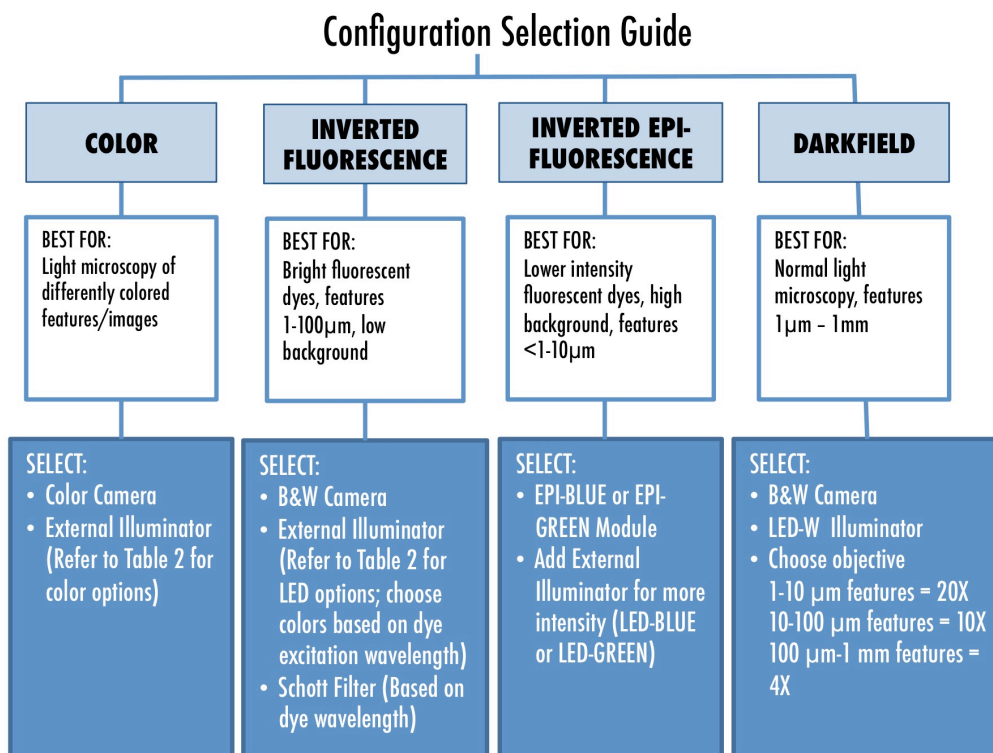 Configuration Selection Guide
COLOR
INVERTED
FLUORESCENCE
INVERTED EPI-
FLUORESCENCE
DARKFIELD
BEST FOR:
Light microscopy of
differently colored
features/images
BEST FOR:
Bright fluorescent
dyes, features
1-100µm, low
background
BEST FOR:
Lower intensity
fluorescent dyes, high
background, features
<1-10µm
BEST FOR:
Normal light
microscopy, features
1µm – 1mm
SELECT:
• Color Camera
• External Illuminator
(Refer to Table 2 for
color options)
SELECT:
• B&W Camera
• External Illuminator
(Refer to Table 2 for
LED options; choose
colors based on dye
excitation wavelength)
• Schott Filter (Based on
dye wavelength)
SELECT:
• EPI-BLUE or EPI-
GREEN Module
• Add External
Illuminator for more
intensity (LED-BLUE
or LED-GREEN)
SELECT:
• B&W Camera
• LED-W Illuminator
• Choose objective
1-10 µm features = 20X
10-100 µm features = 10X
100 µm-1 mm features =
4X